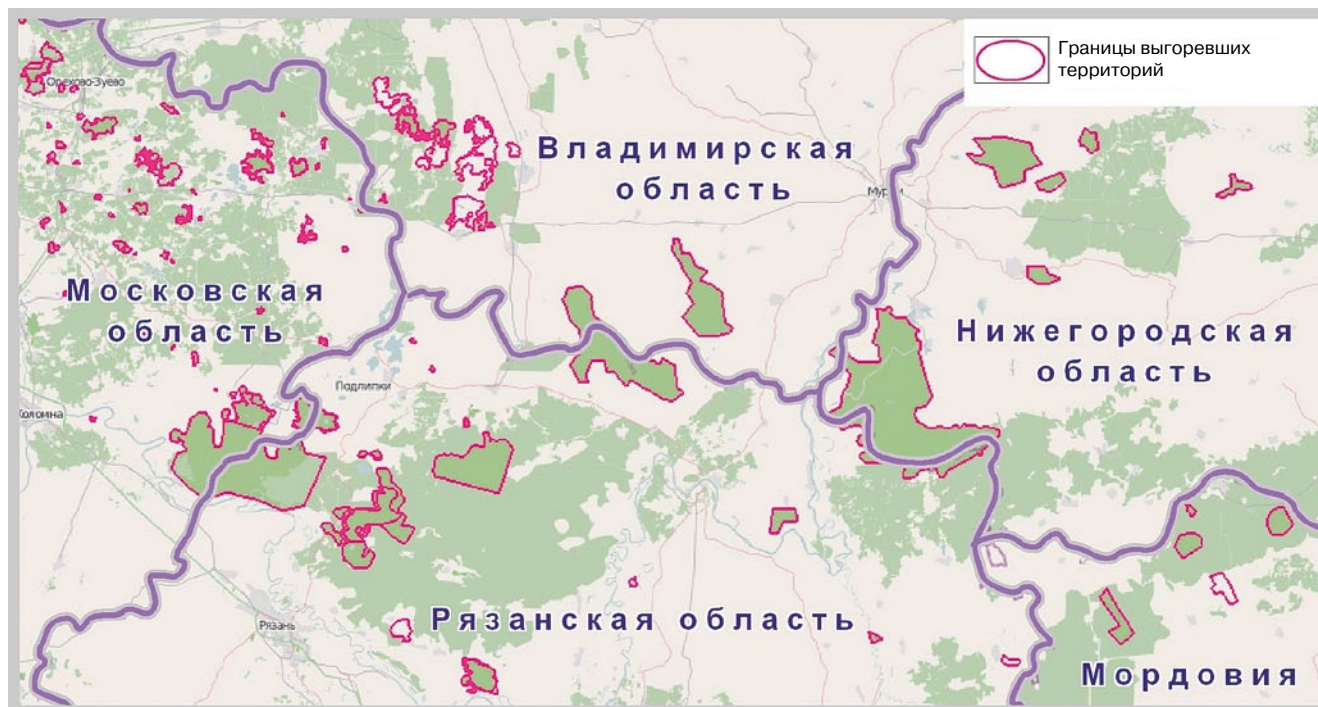 Границы выгоревших
территорий
Орехово-Зуево
Владимирская
область
Муром
Московская
область
Нижегородская
область
Подлипки
Коломна
Рязанская область
Рязань
Мордовия